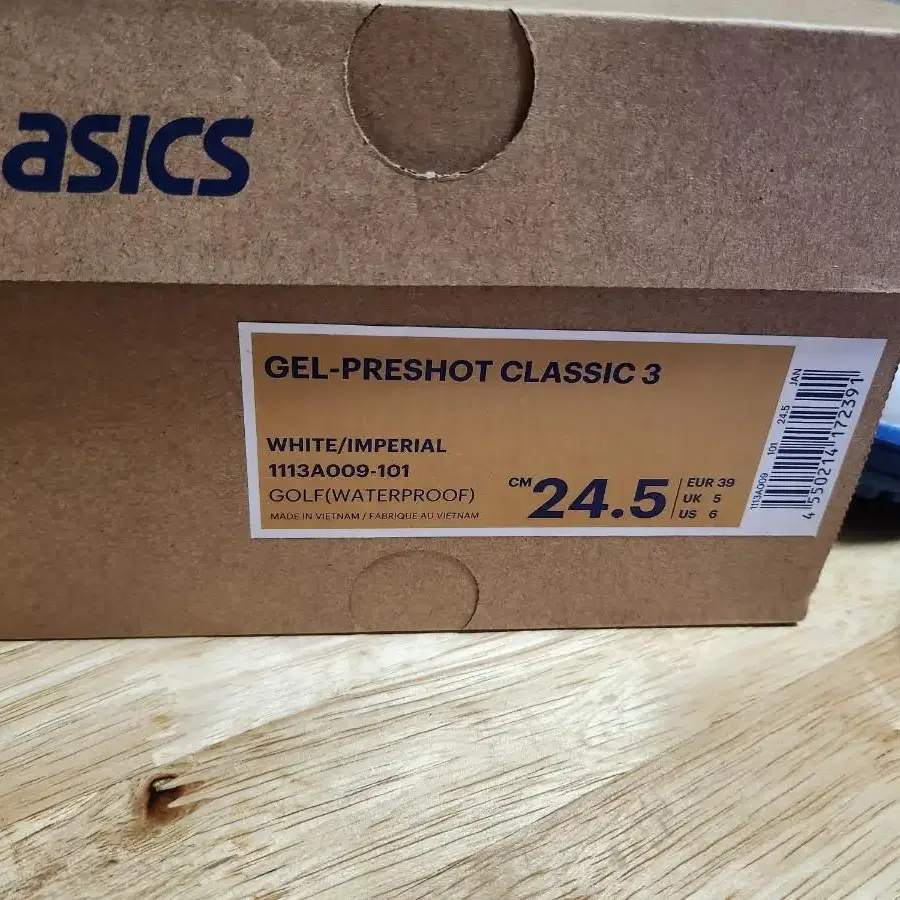 asics
GEL-PRESHOT CLASSIC 3
WHITE/IMPERIAL
1113A009-101
GOLF(WATERPROOF)
MADE IN VIETNAM / FABRIQUE AU VIETNAM
CM 24.5
EUR 39
UK 5
US 6
1113A009 101 24.5 JAN
4 550214 172391